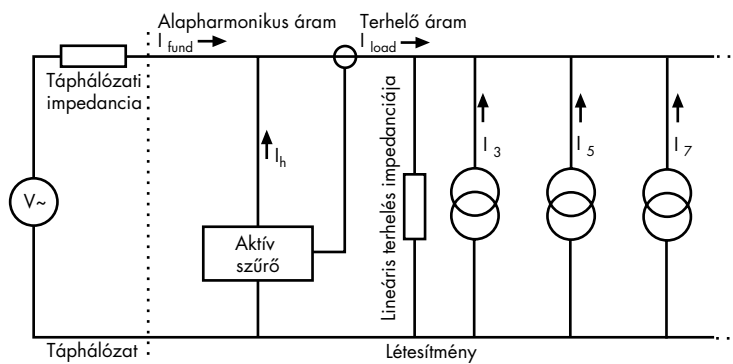 Alapharmonikus áram
I fund
Terhelő áram
I load
Táphálózati
impedancia
V~
I h
Aktív
szűrő
Lineáris terhelés impedanciája
I 3
I 5
I 7
Táphálózat
Létesítmény